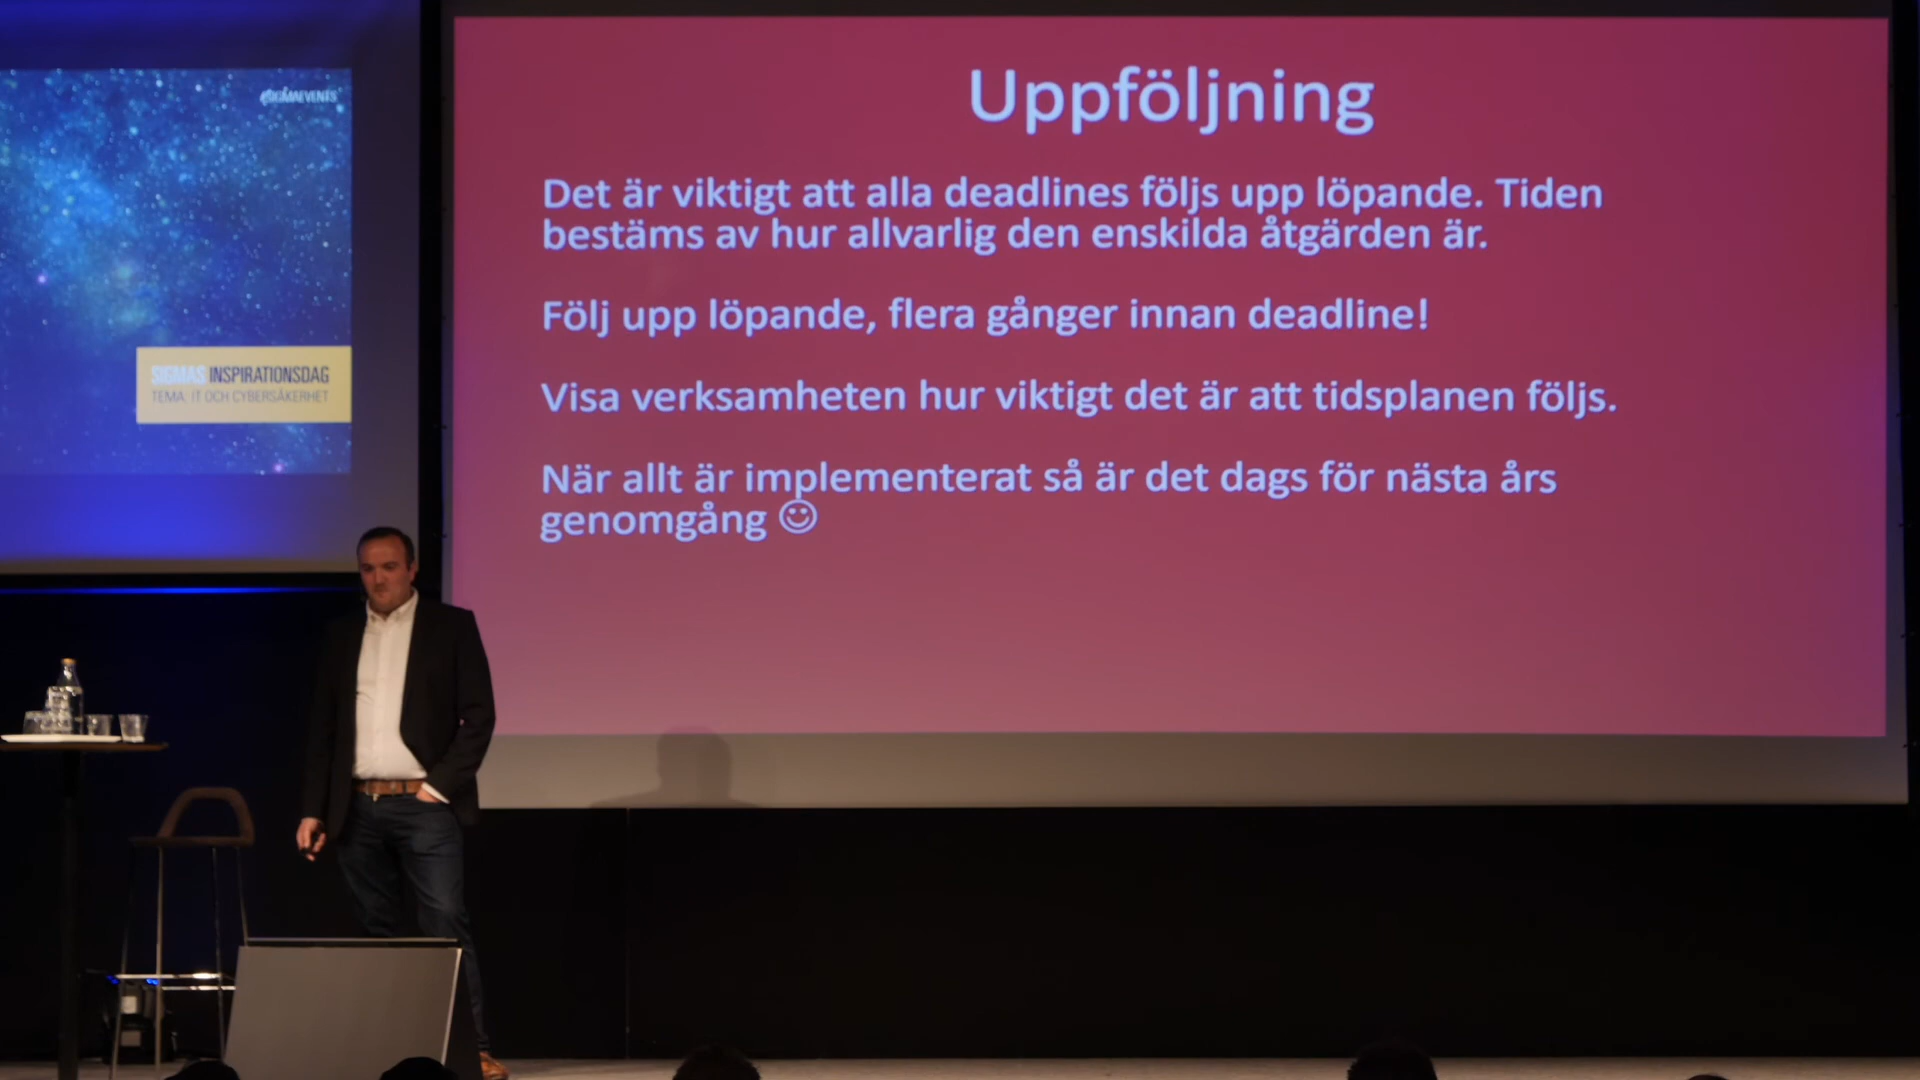 #SIGMAEVENTS
SIGMAS INSPIRATIONSDAG
TEMA: IT OCH CYBERSÄKERHET
Uppföljning
Det är viktigt att alla deadlines följs upp löpande. Tiden
bestäms av hur allvarlig den enskilda åtgärden är.
Följ upp löpande, flera gånger innan deadline!
Visa verksamheten hur viktigt det är att tidsplanen följs.
När allt är implementerat så är det dags för nästa års
genomgång ☺